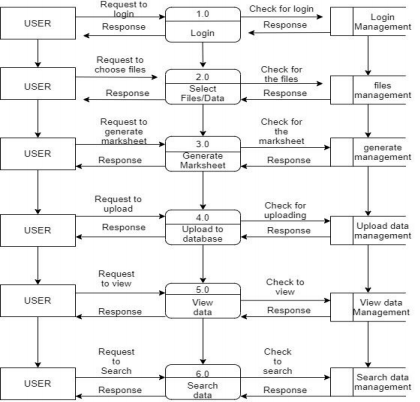 USER
Request to
login
Response
1.0
Login
Check for login
Response
Login
Management
USER
Request to
choose files
Response
2.0
Select
Files/Data
Check for
the files
Response
files
management
USER
Request to
generate
marksheet
Response
3.0
Generate
Marksheet
Check for
the
marksheet
Response
generate
management
USER
Request to
upload
Response
4.0
Upload to
database
Check for
uploading
Response
Upload data
management
USER
Request
to view
Response
5.0
View
data
Check to
view
Response
View data
Management
USER
Request
to
Search
Response
6.0
Search
data
Check
to
search
Response
Search data
management